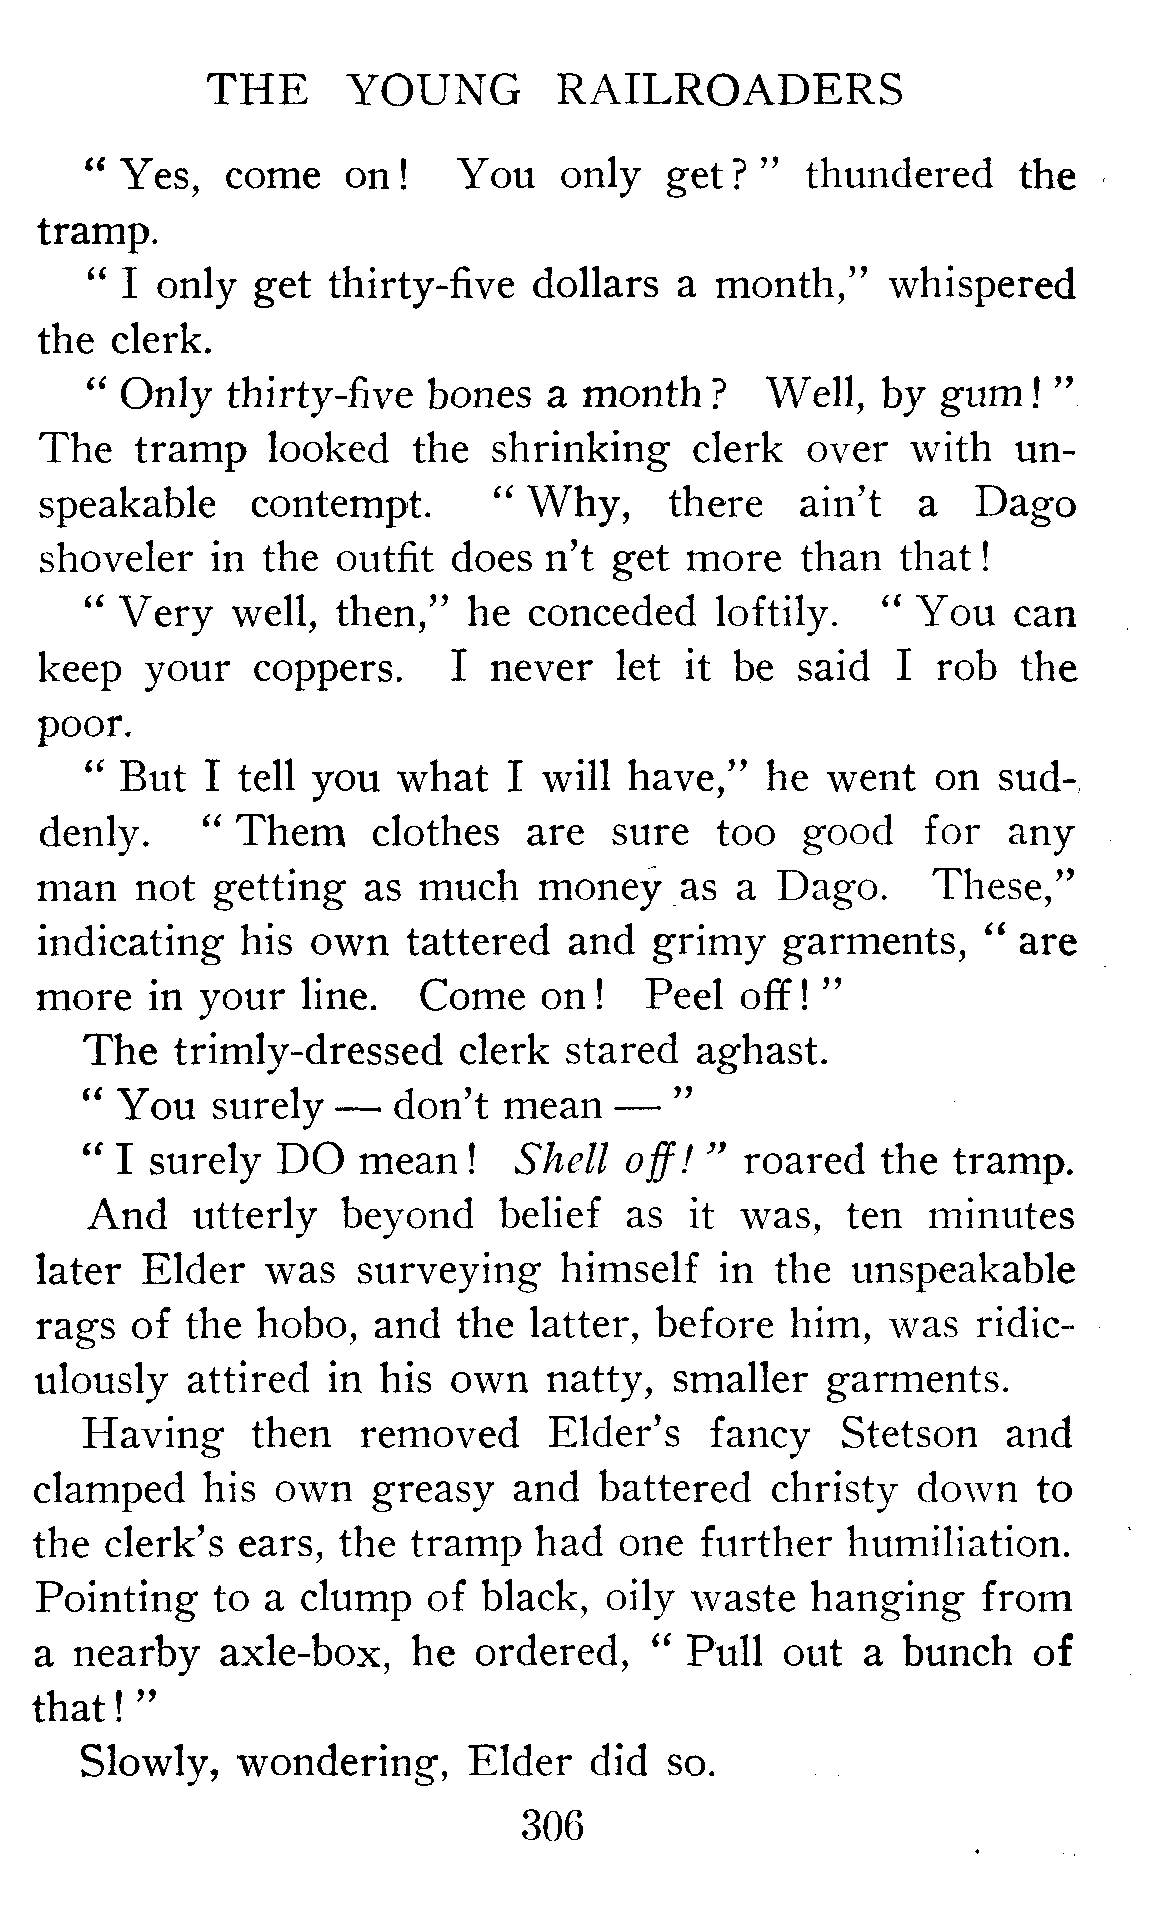 THE YOUNG RAILROADERS
“ Yes, come on! You only get? ” thundered the
tramp.
“ I only get thirty-five dollars a month,” whispered
the clerk.
“ Only thirty-five bones a month? Well, by gum! ”
The tramp looked the shrinking clerk over with un-
speakable contempt. “ Why, there ain’t a Dago
shoveler in the outfit does n’t get more than that!
“ Very well, then,” he conceded loftily. “ You can
keep your coppers. I never let it be said I rob the
poor.
“ But I tell you what I will have,” he went on sud-
denly. “ Them clothes are sure too good for any
man not getting as much money as a Dago. These,”
indicating his own tattered and grimy garments, “ are
more in your line. Come on! Peel off! ”
The trimly-dressed clerk stared aghast.
“ You surely — don’t mean — ”
“ I surely DO mean! Shell off! ” roared the tramp.
And utterly beyond belief as it was, ten minutes
later Elder was surveying himself in the unspeakable
rags of the hobo, and the latter, before him, was ridic-
ulously attired in his own natty, smaller garments.
Having then removed Elder’s fancy Stetson and
clamped his own greasy and battered christy down to
the clerk’s ears, the tramp had one further humiliation.
Pointing to a clump of black, oily waste hanging from
a nearby axle-box, he ordered, “ Pull out a bunch of
that! ”
Slowly, wondering, Elder did so.
306